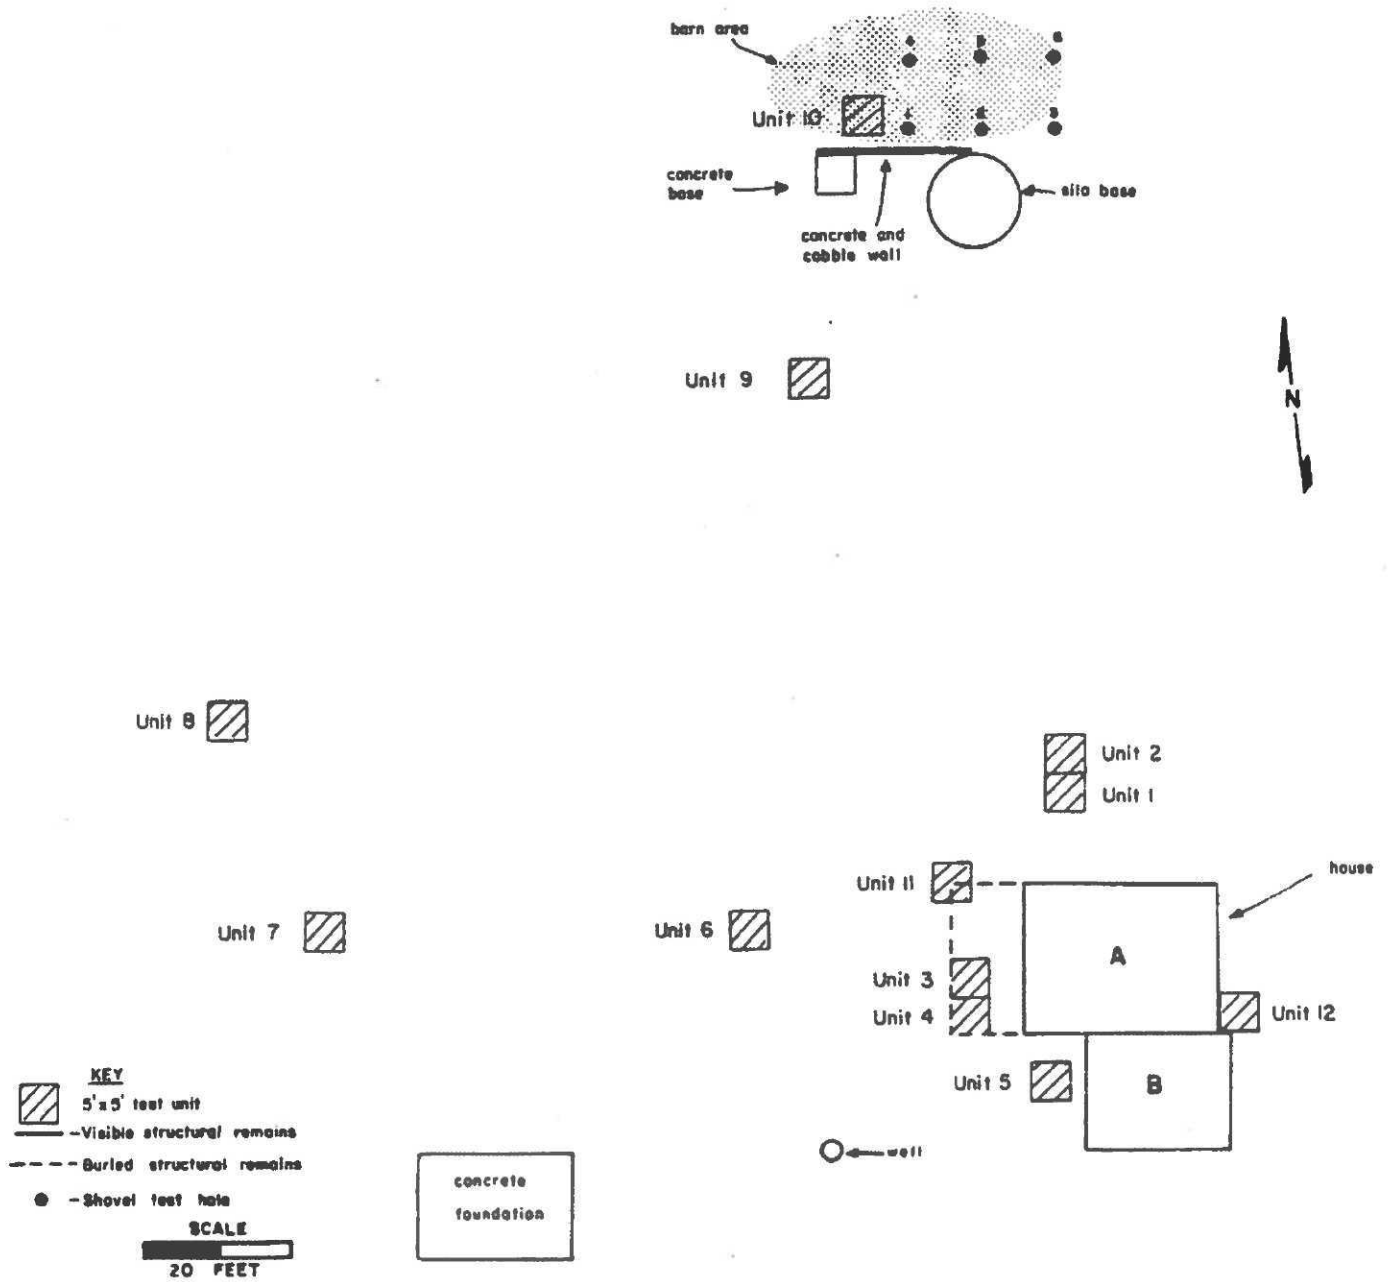 barn area
Unit 10
concrete
base
silo base
concrete and
cobble wall
Unit 9
N
Unit 8
Unit 2
Unit 1
house
Unit 11
Unit 7
Unit 6
A
Unit 3
Unit 4
Unit 12
Unit 5
B
well
KEY
5'x5' test unit
-Visible structural remains
-Buried structural remains
-Shovel test hole
concrete
foundation
SCALE
20 FEET